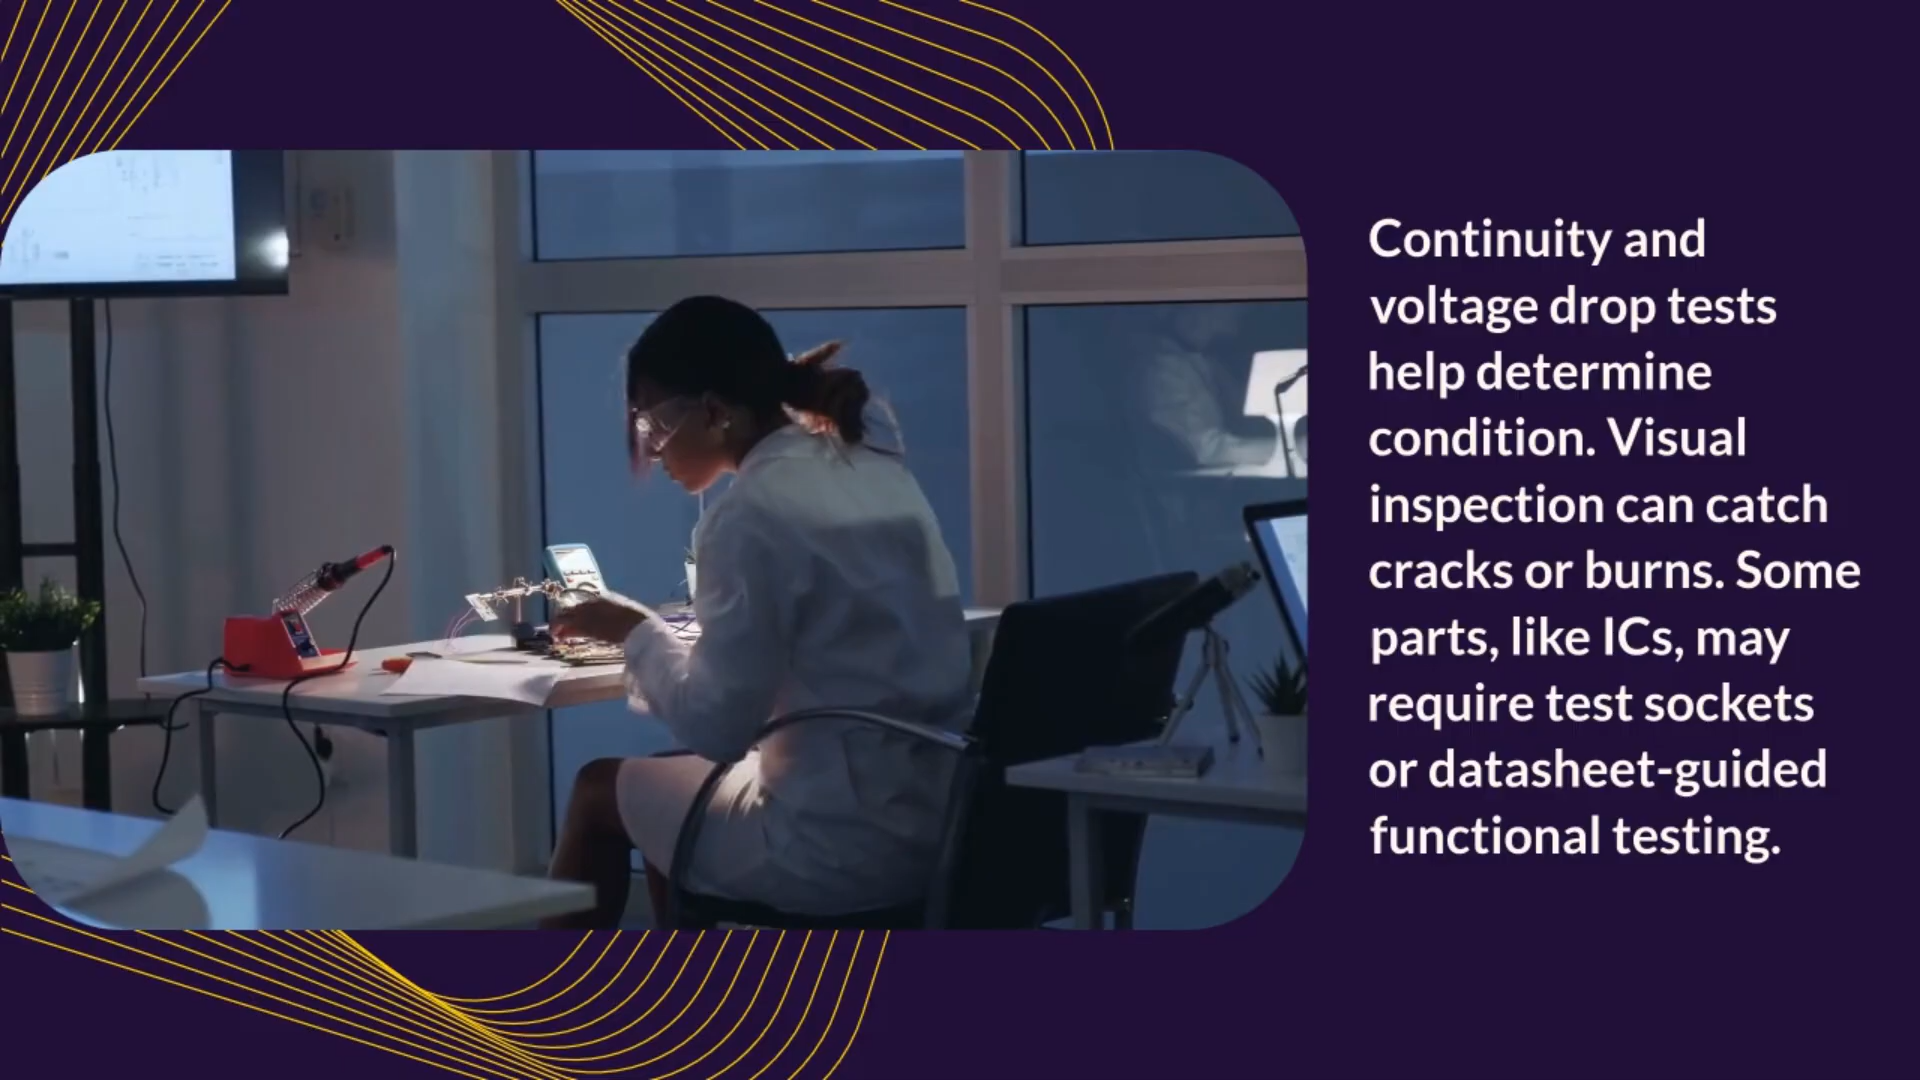 Continuity and
voltage drop tests
help determine
condition. Visual
inspection can catch
cracks or burns. Some
parts, like ICs, may
require test sockets
or datasheet-guided
functional testing.